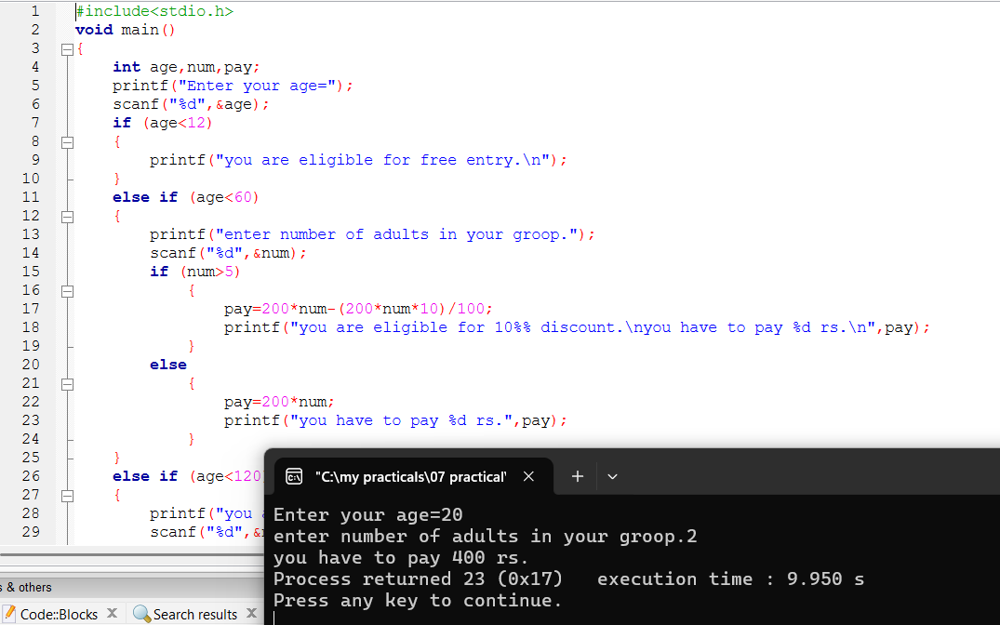 1 #include<stdio.h>
2 void main()
3 {
4 int age,num,pay;
5 printf("Enter your age=");
6 scanf("%d",&age);
7 if (age<12)
8 {
9 printf("you are eligible for free entry.\n");
10 }
11 else if (age<60)
12 {
13 printf("enter number of adults in your groop.");
14 scanf("%d",&num);
15 if (num>5)
16 {
17 pay=200*num-(200*num*10)/100;
18 printf("you are eligible for 10%% discount.\nyou have to pay %d rs.\n",pay);
19 }
20 else
21 {
22 pay=200*num;
23 printf("you have to pay %d rs.",pay);
24 }
25 }
26 else if (age<120
27 {
28 printf("you
29 scanf("%d",&
"C:\my practicals\07 practical'
Enter your age=20
enter number of adults in your groop.2
you have to pay 400 rs.
Process returned 23 (0x17) execution time : 9.950 s
Press any key to continue.
s & others
Code::Blocks
Search results